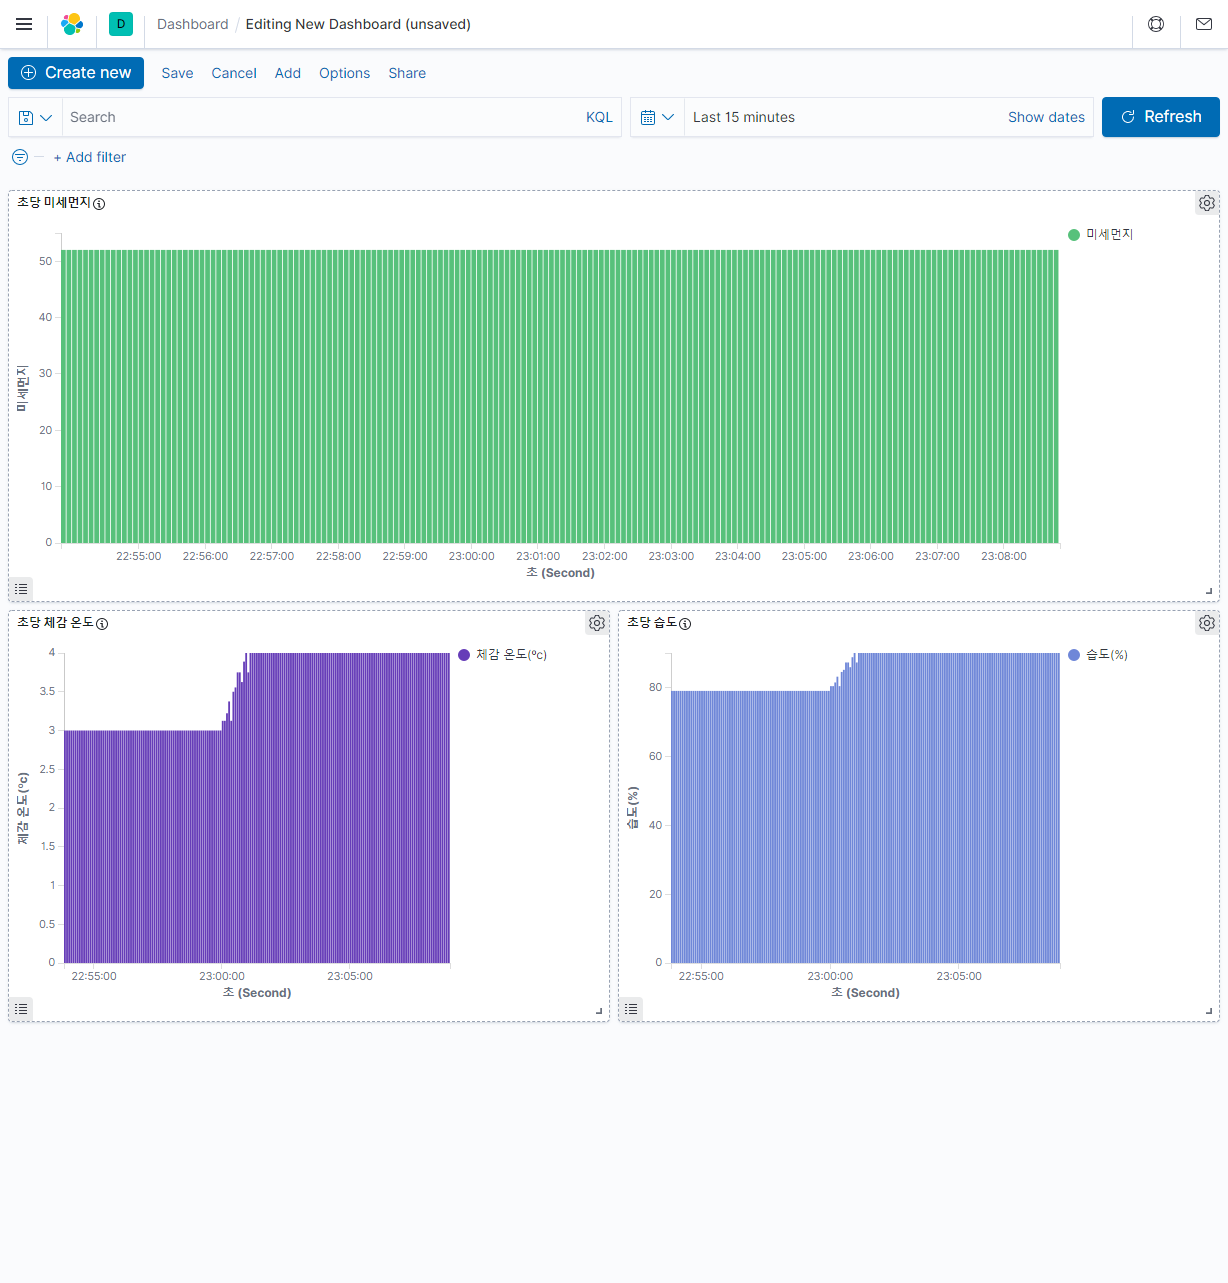 D Dashboard / Editing New Dashboard (unsaved)
Create new Save Cancel Add Options Share
Search KQL Last 15 minutes Show dates Refresh
+ Add filter
초당 미세먼지
미세먼지
50
40
30
20
10
0
미세먼지
22:55:00 22:56:00 22:57:00 22:58:00 22:59:00 23:00:00 23:01:00 23:02:00 23:03:00 23:04:00 23:05:00 23:06:00 23:07:00 23:08:00
초 (Second)
초당 체감 온도
체감 온도(ºc)
4
3.5
3
2.5
2
1.5
1
0.5
0
체감 온도(ºc)
22:55:00 23:00:00 23:05:00
초 (Second)
초당 습도
습도(%)
80
60
40
20
0
습도(%)
22:55:00 23:00:00 23:05:00
초 (Second)